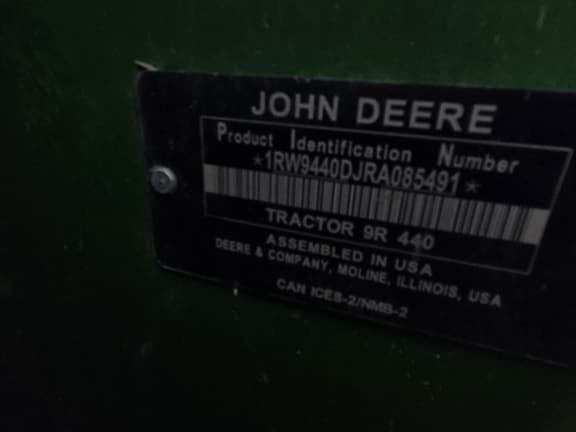 JOHN DEERE
Product Identification Number
*1RW9440DJRA085491*
TRACTOR 9R 440
ASSEMBLED IN USA
DEERE & COMPANY, MOLINE, ILLINOIS, USA
CAN ICES-2/NMB-2